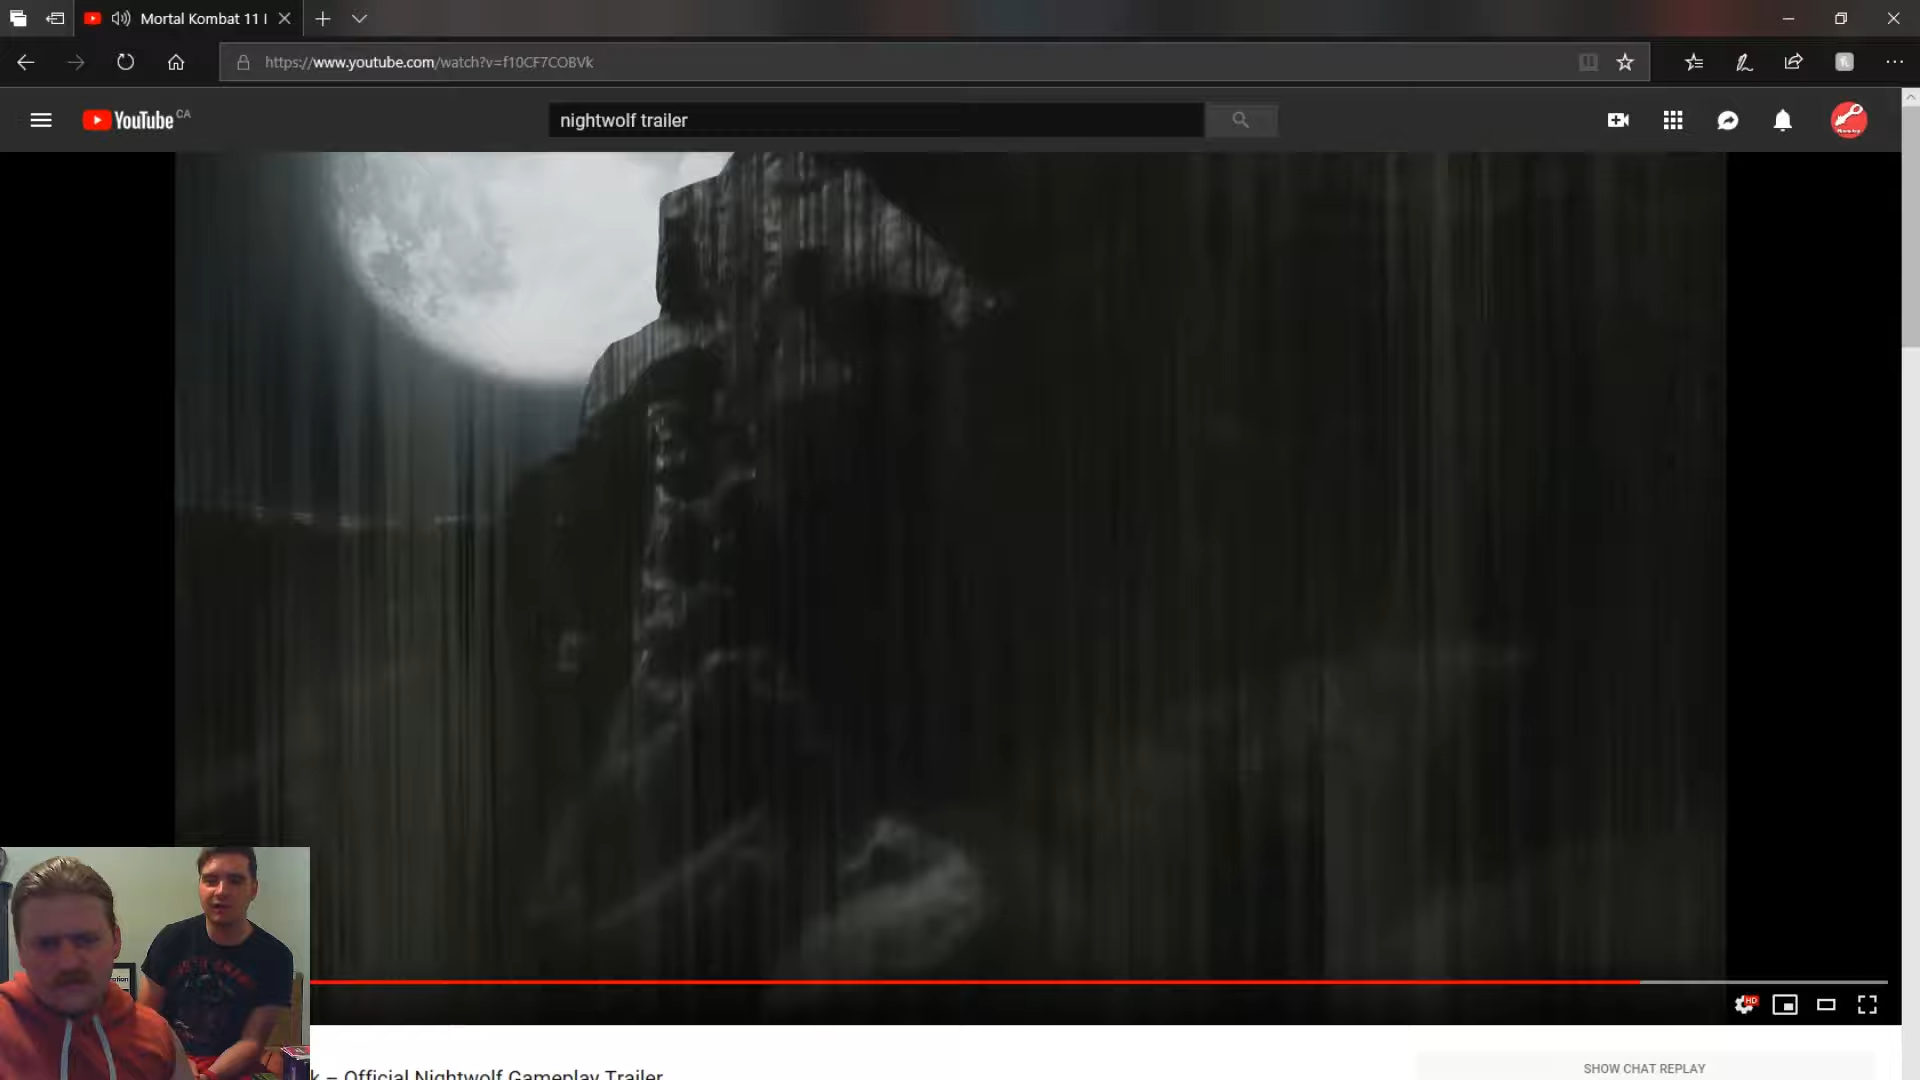 Mortal Kombat 11 I
https://www.youtube.com/watch?v=f10CF7COBVk
YouTube CA
nightwolf trailer
HD
k – Official Nightwolf Gameplay Trailer
SHOW CHAT REPLAY